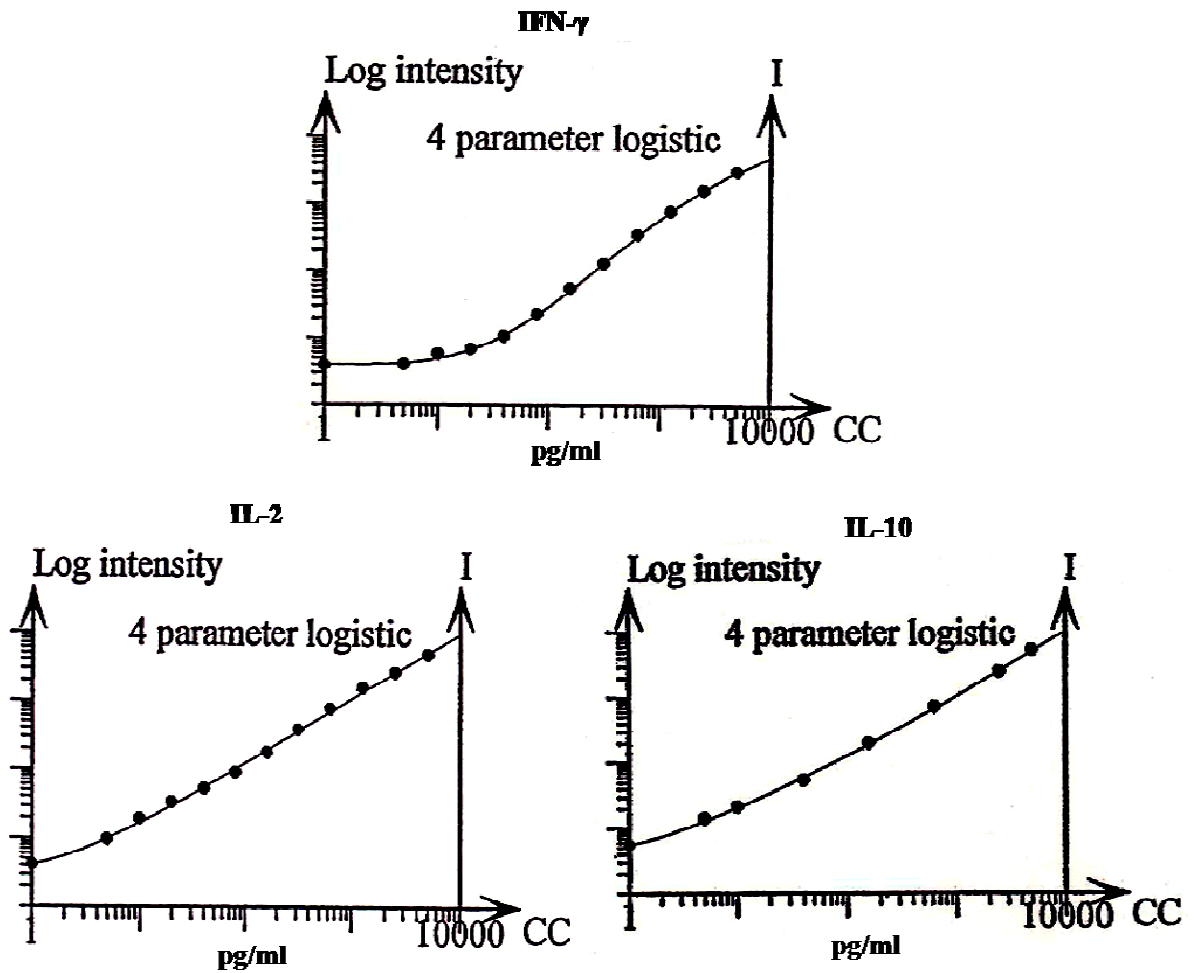 IFN-γ
Log intensity
I
4 parameter logistic
1
10000 CC
pg/ml
IL-2
Log intensity
I
4 parameter logistic
1
10000 CC
pg/ml
IL-10
Log intensity
I
4 parameter logistic
1
10000 CC
pg/ml